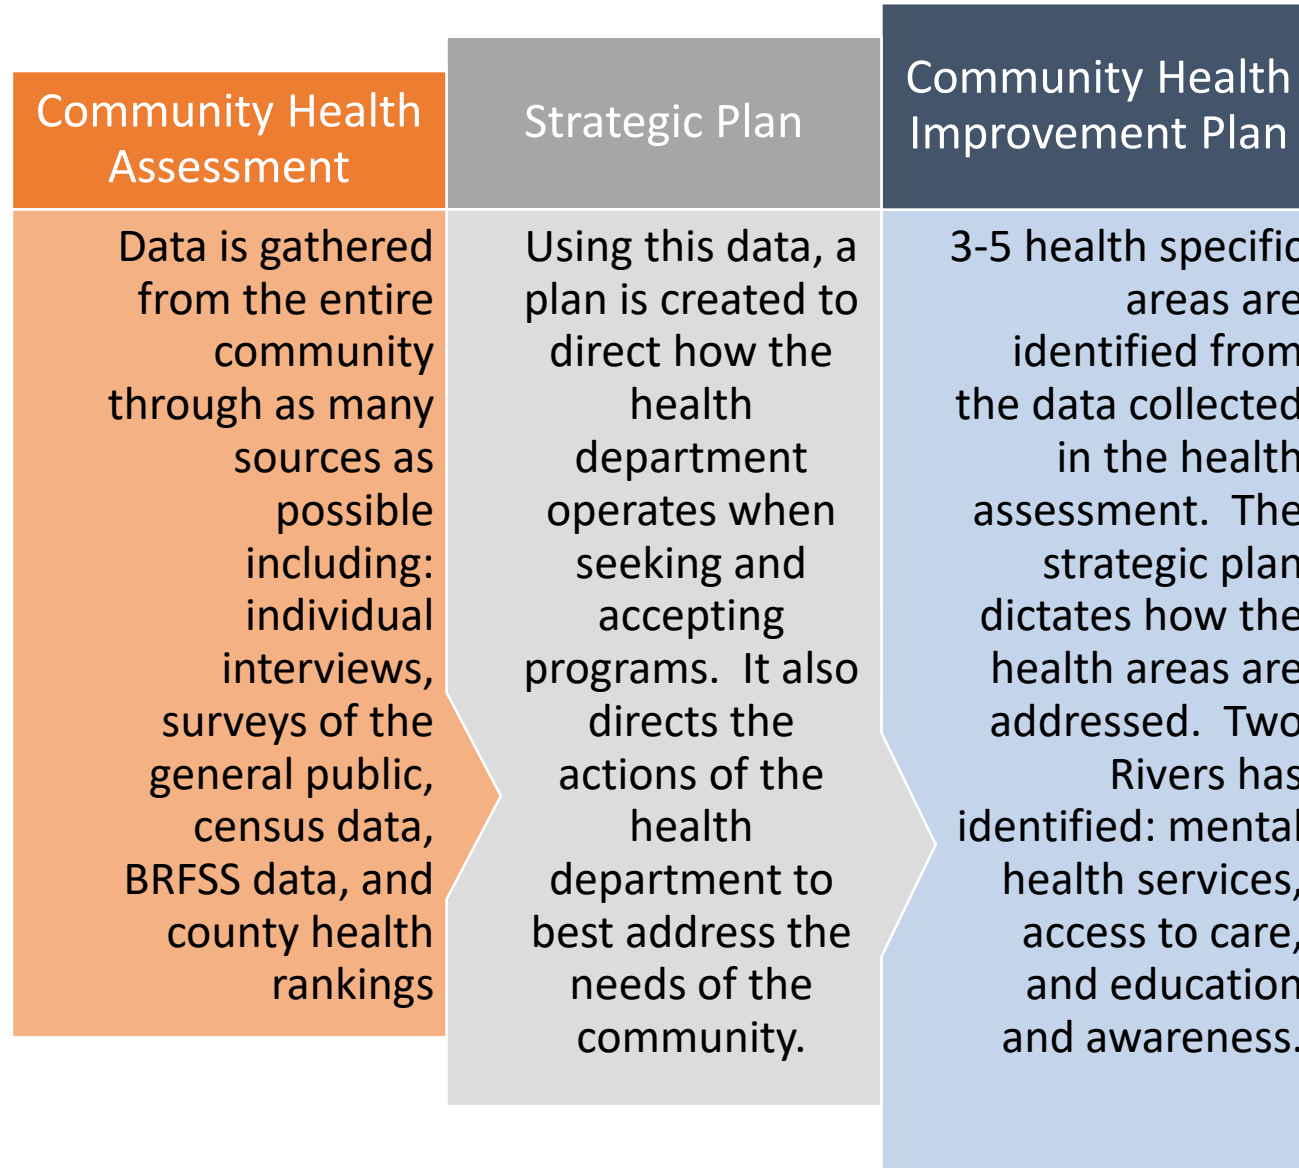 Community Health
Assessment
Data is gathered
from the entire
community
through as many
sources as
possible
including:
individual
interviews,
surveys of the
general public,
census data,
BRFSS data, and
county health
rankings
Strategic Plan
Using this data, a
plan is created to
direct how the
health
department
operates when
seeking and
accepting
programs.  It also
directs the
actions of the
health
department to
best address the
needs of the
community.
Community Health
Improvement Plan
3-5 health specific
areas are
identified from
the data collected
in the health
assessment.  The
strategic plan
dictates how the
health areas are
addressed.  Two
Rivers has
identified: mental
health services,
access to care,
and education
and awareness.